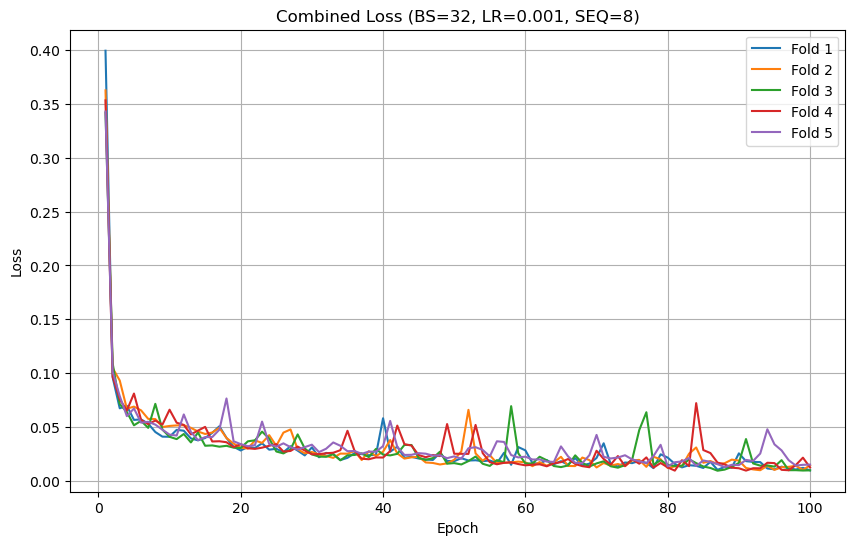 Combined Loss (BS=32, LR=0.001, SEQ=8)
Fold 1
Fold 2
Fold 3
Fold 4
Fold 5
0.40
0.35
0.30
0.25
0.20
0.15
0.10
0.05
0.00
Loss
0 20 40 60 80 100
Epoch